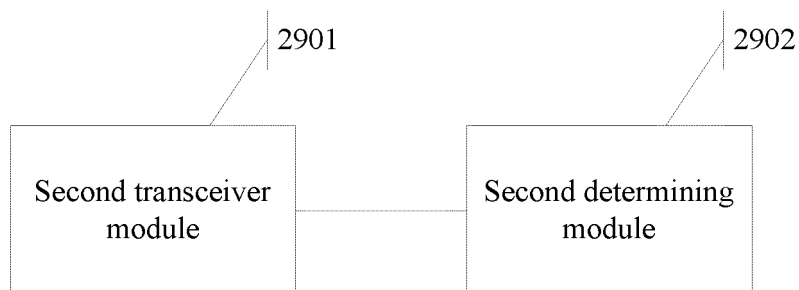 2901
2902
Second transceiver
module
Second determining
module